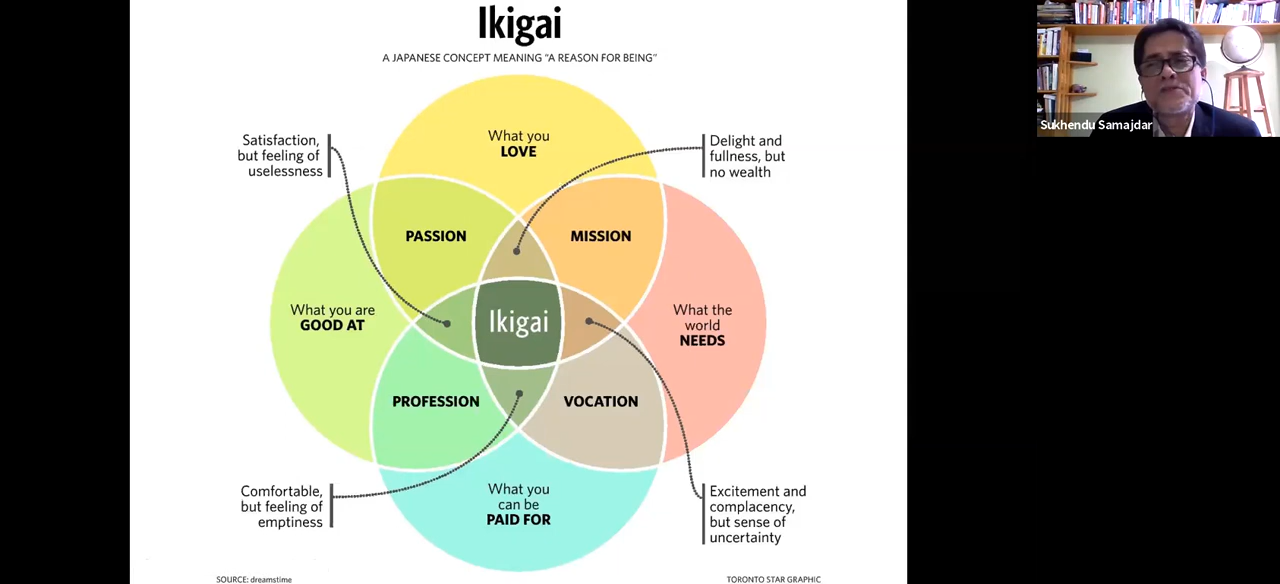 Ikigai
A JAPANESE CONCEPT MEANING "A REASON FOR BEING"
Sukhendu Samajdar
Satisfaction,
but feeling of
uselessness
What you
LOVE
Delight and
fullness, but
no wealth
PASSION
MISSION
What you are
GOOD AT
Ikigai
What the
world
NEEDS
PROFESSION
VOCATION
Comfortable,
but feeling of
emptiness
What you
can be
PAID FOR
Excitement and
complacency,
but sense of
uncertainty
SOURCE: dreamstime
TORONTO STAR GRAPHIC